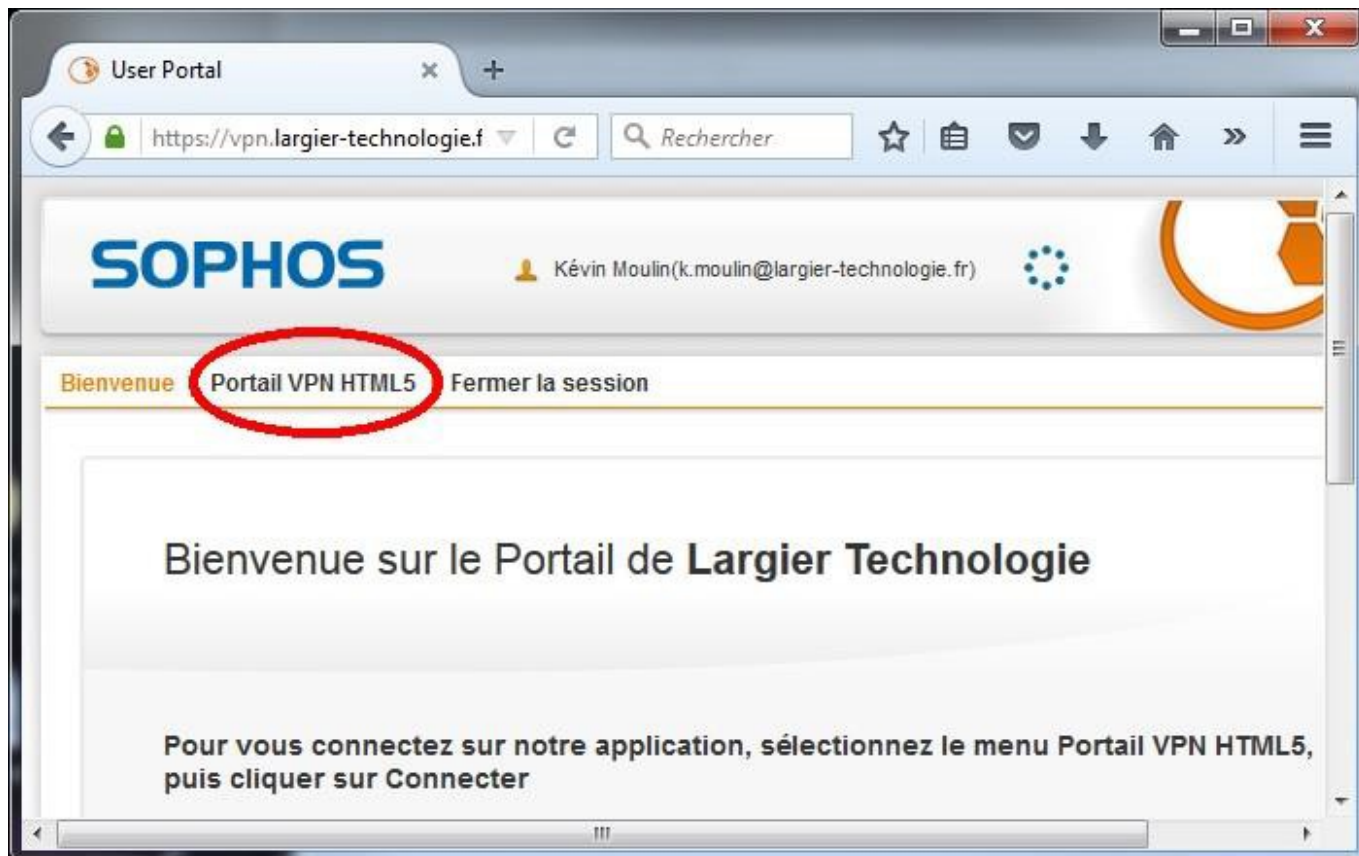 User Portal
https://vpn.largier-technologie.f
Rechercher
SOPHOS
Kévin Moulin(k.moulin@largier-technologie.fr)
Bienvenue Portail VPN HTML5 Fermer la session
Bienvenue sur le Portail de Largier Technologie
Pour vous connectez sur notre application, sélectionnez le menu Portail VPN HTML5,
puis cliquer sur Connecter